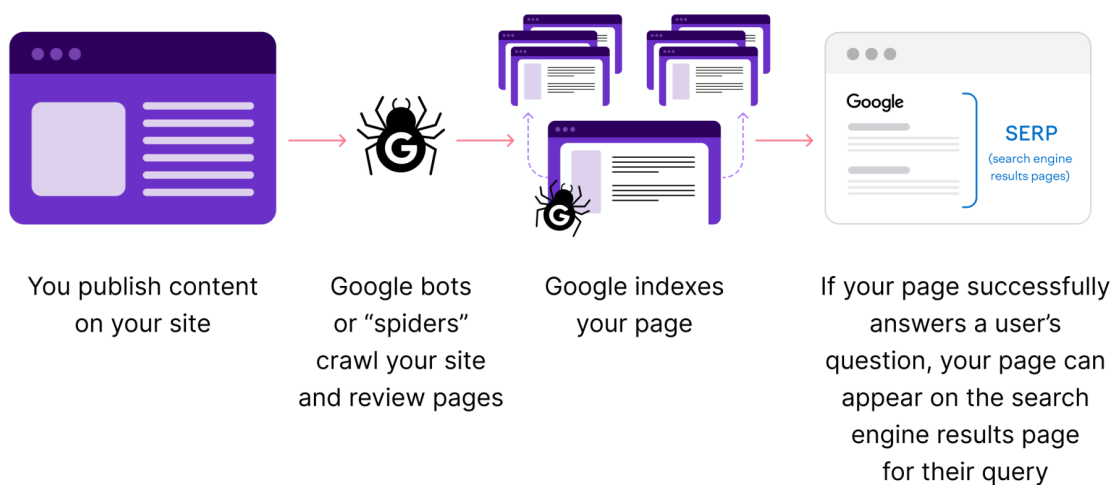 G
G
Google
SERP
(search engine
results pages)
You publish content
on your site
Google bots
or “spiders”
crawl your site
and review pages
Google indexes
your page
If your page successfully
answers a user’s
question, your page can
appear on the search
engine results page
for their query